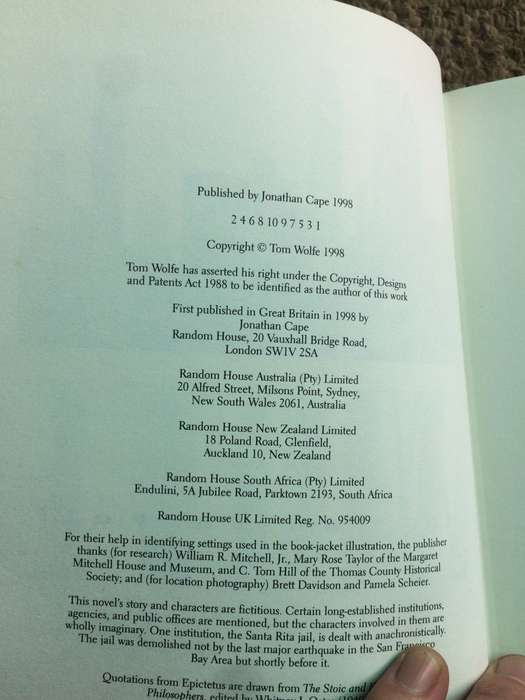 Published by Jonathan Cape 1998
2 4 6 8 10 9 7 5 3 1
Copyright © Tom Wolfe 1998
Tom Wolfe has asserted his right under the Copyright, Designs
and Patents Act 1988 to be identified as the author of this work
First published in Great Britain in 1998 by
Jonathan Cape
Random House, 20 Vauxhall Bridge Road,
London SW1V 2SA
Random House Australia (Pty) Limited
20 Alfred Street, Milsons Point, Sydney,
New South Wales 2061, Australia
Random House New Zealand Limited
18 Poland Road, Glenfield,
Auckland 10, New Zealand
Random House South Africa (Pty) Limited
Endulini, 5A Jubilee Road, Parktown 2193, South Africa
Random House UK Limited Reg. No. 954009
For their help in identifying settings used in the book-jacket illustration, the publisher
thanks (for research) William R. Mitchell, Jr., Mary Rose Taylor of the Margaret
Mitchell House and Museum, and C. Tom Hill of the Thomas County Historical
Society; and (for location photography) Brett Davidson and Pamela Scheier.
This novel's story and characters are fictitious. Certain long-established institutions,
agencies, and public offices are mentioned, but the characters involved in them are
wholly imaginary. One institution, the Santa Rita jail, is dealt with anachronistically.
The jail was demolished not by the last major earthquake in the San Francisco
Bay Area but shortly before it.
Quotations from Epictetus are drawn from The Stoic and
Philosophers, edited by Whitney J.